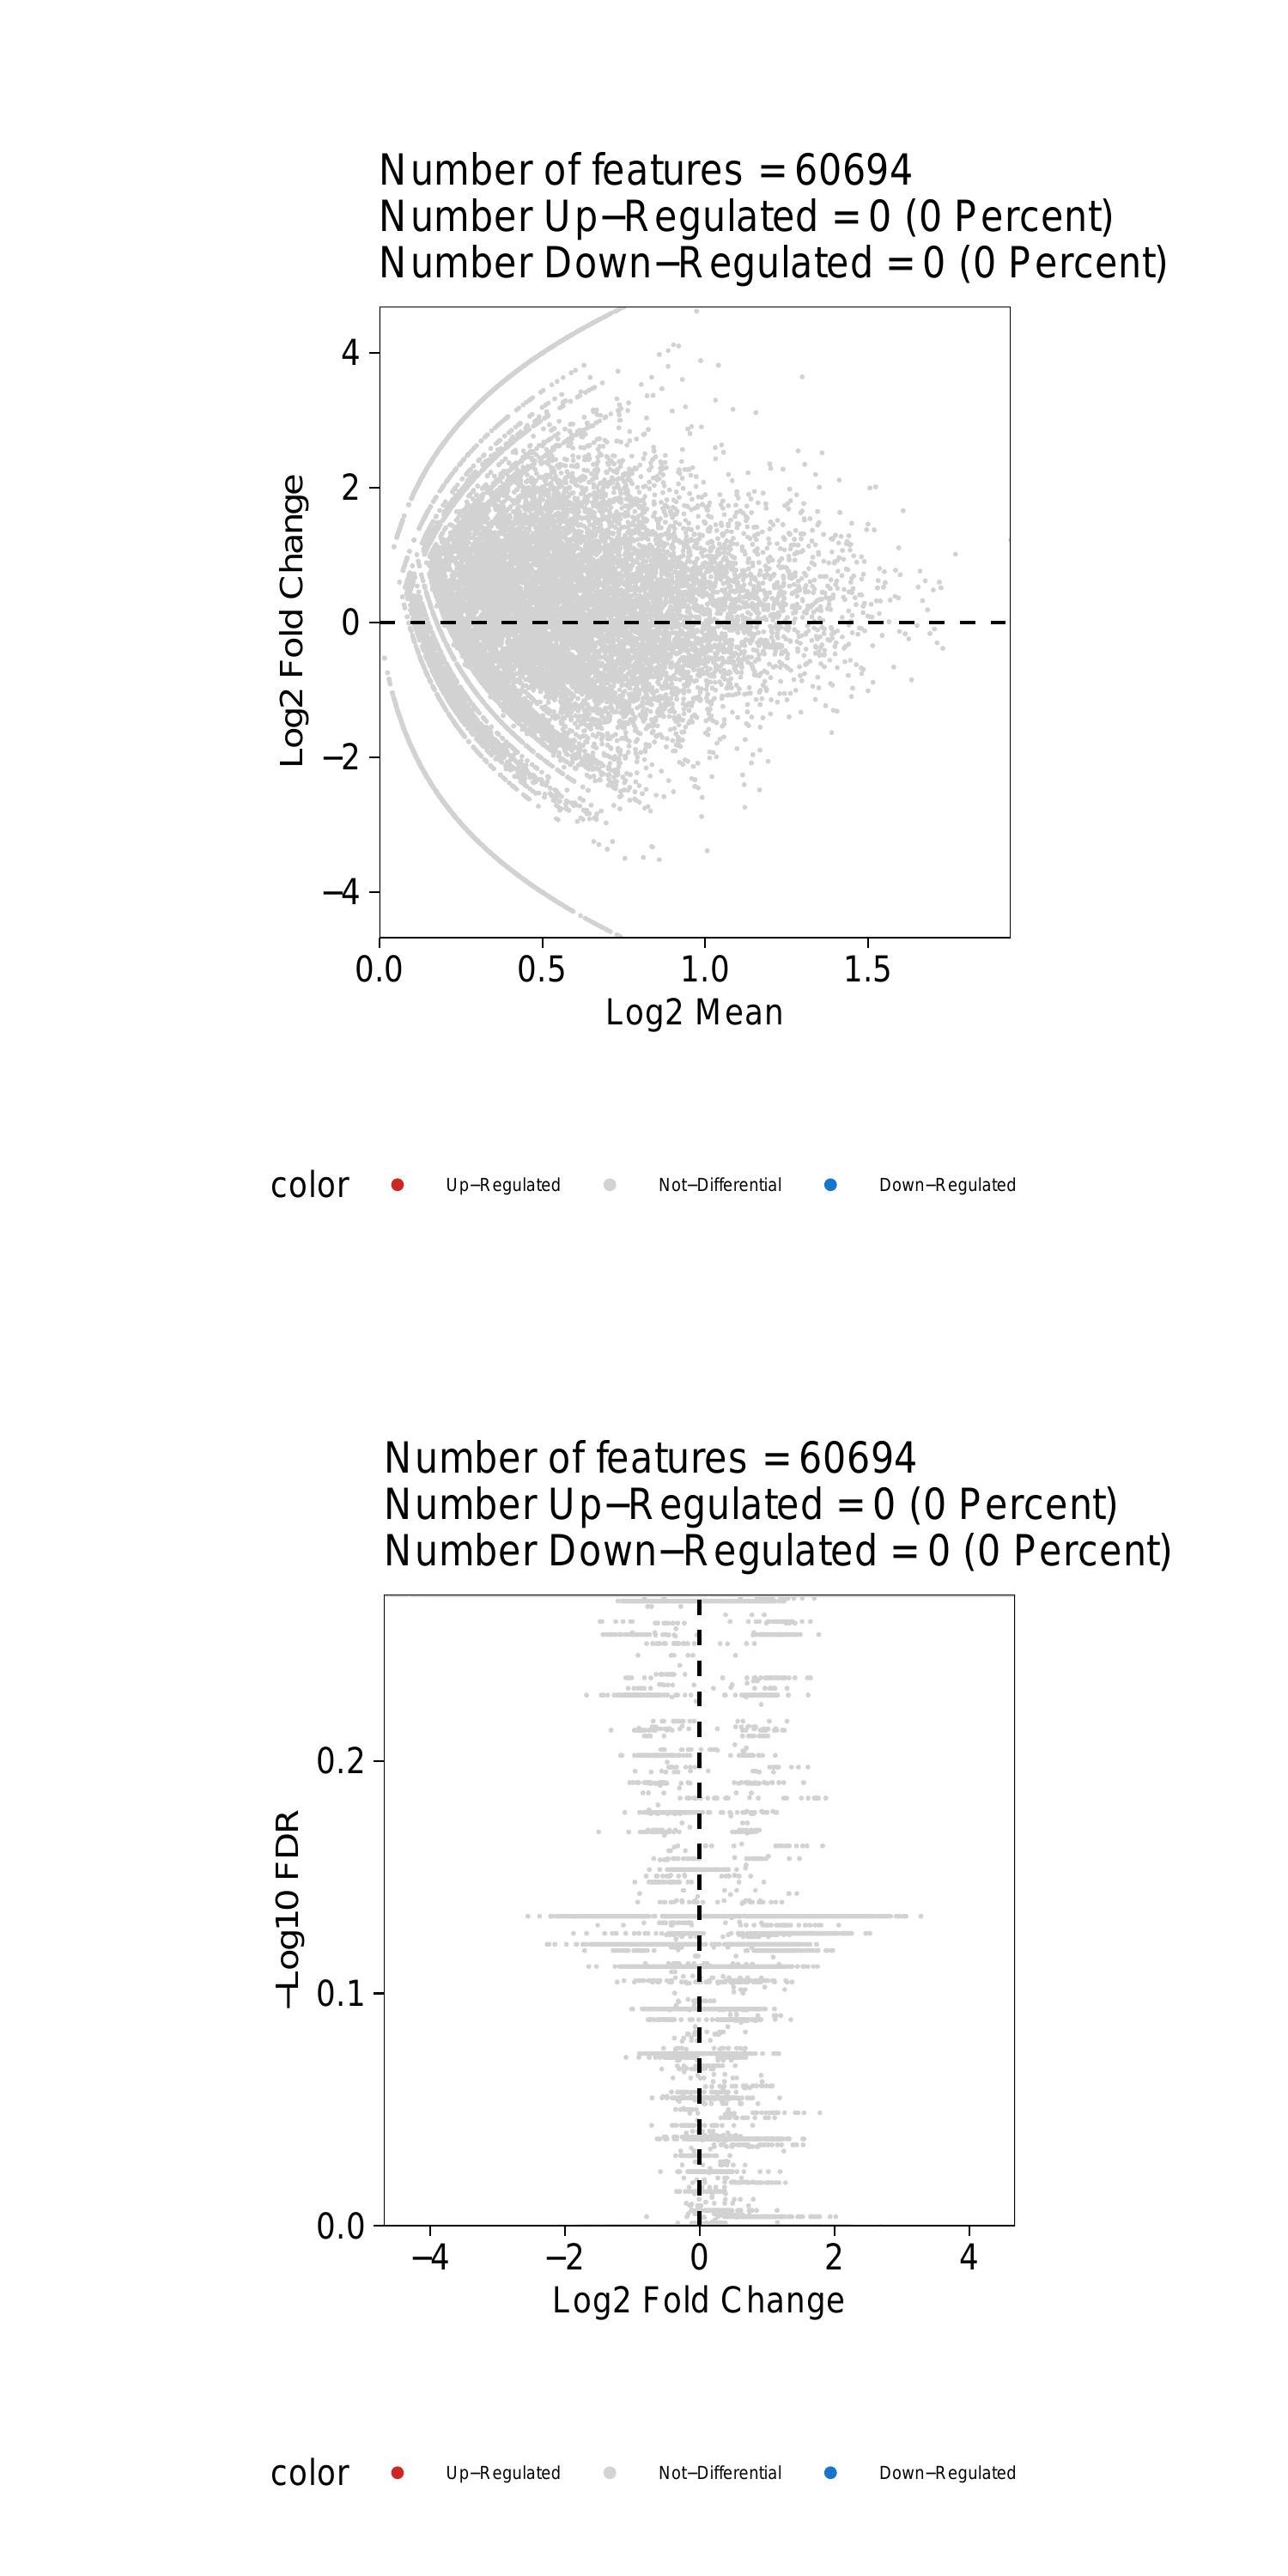 Number of features = 60694
Number Up−Regulated = 0 (0 Percent)
Number Down−Regulated = 0 (0 Percent)
4
2
0
−2
−4
Log2 Fold Change
0.0 0.5 1.0 1.5
Log2 Mean
color Up−Regulated Not−Differential Down−Regulated
Number of features = 60694
Number Up−Regulated = 0 (0 Percent)
Number Down−Regulated = 0 (0 Percent)
0.2
0.1
0.0
−Log10 FDR
−4 −2 0 2 4
Log2 Fold Change
color Up−Regulated Not−Differential Down−Regulated